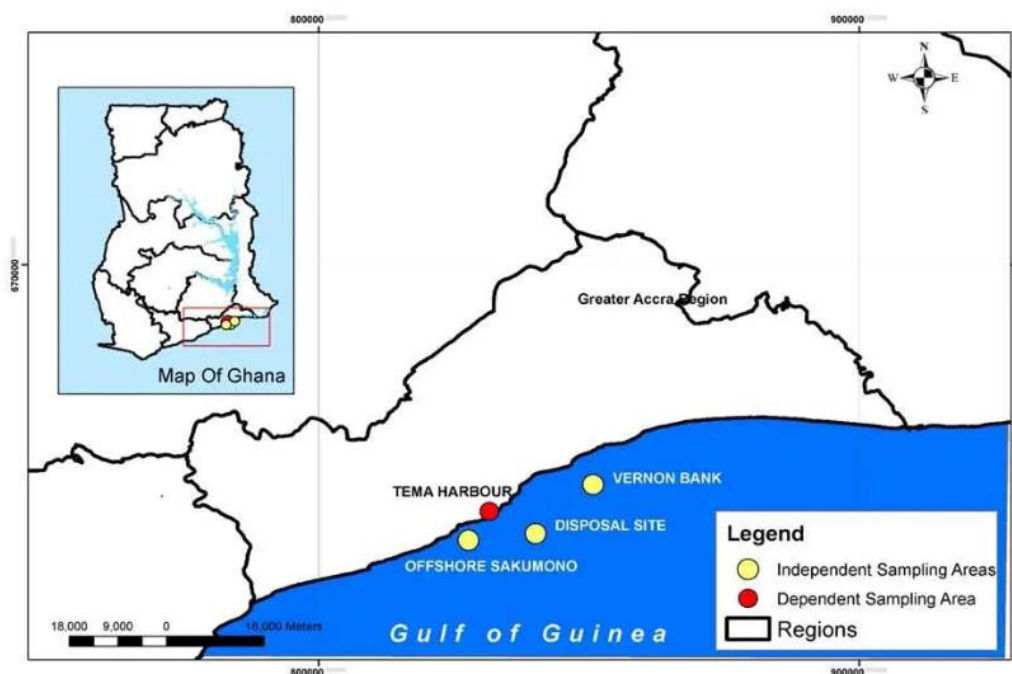 800000
900000
N
W
E
S
670000
Map Of Ghana
Greater Accra Region
VERNON BANK
TEMA HARBOUR
DISPOSAL SITE
OFFSHORE SAKUMONO
Legend
Independent Sampling Areas
Dependent Sampling Area
Regions
18,000 9,000 0 18,000 Meters
Gulf of Guinea
800000
900000